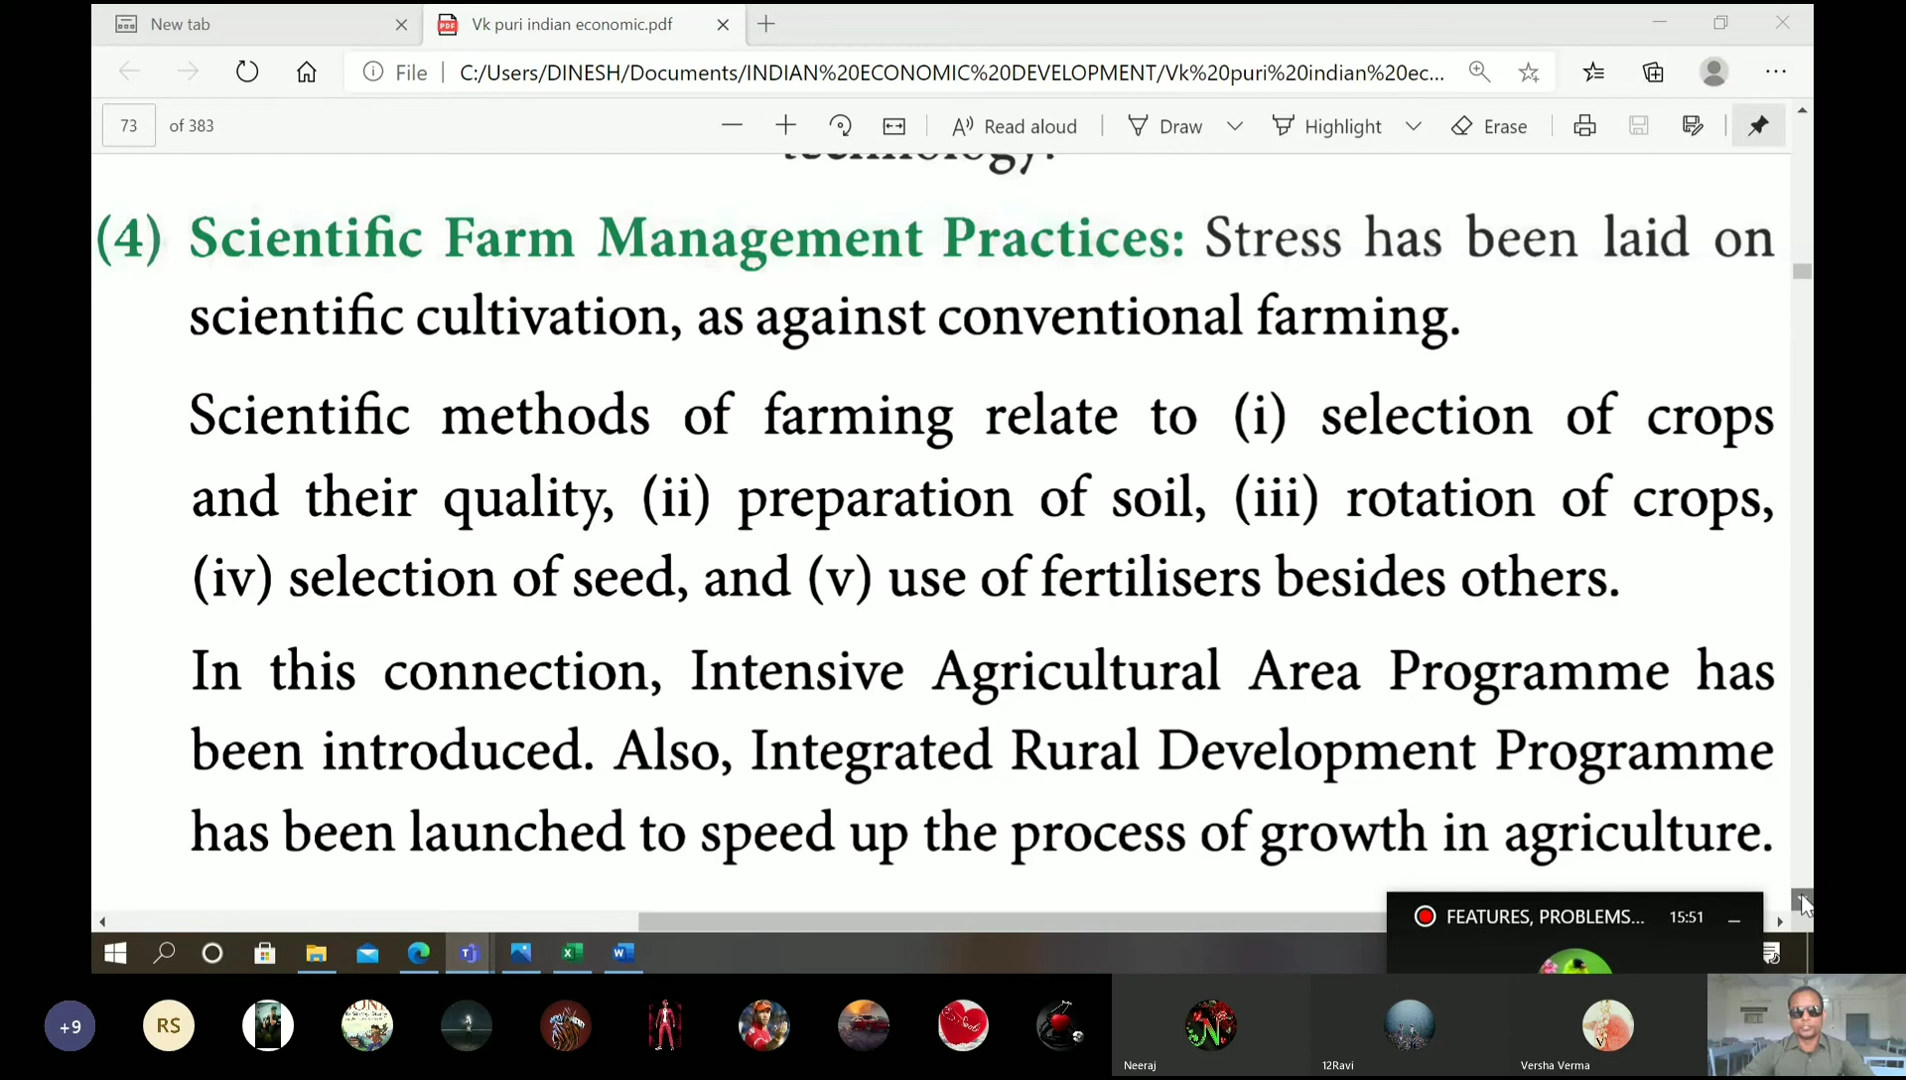 New tab
Vk puri indian economic.pdf
File
C:/Users/DINESH/Documents/INDIAN%20ECONOMIC%20DEVELOPMENT/Vk%20puri%20indian%20ec...
73 of 383
Read aloud
Draw
Highlight
Erase
technology.
(4) Scientific Farm Management Practices: Stress has been laid on
scientific cultivation, as against conventional farming.
Scientific methods of farming relate to (i) selection of crops
and their quality, (ii) preparation of soil, (iii) rotation of crops,
(iv) selection of seed, and (v) use of fertilisers besides others.
In this connection, Intensive Agricultural Area Programme has
been introduced. Also, Integrated Rural Development Programme
has been launched to speed up the process of growth in agriculture.
FEATURES, PROBLEMS... 15:51
+9
RS
Neeraj
12Ravi
Versha Verma